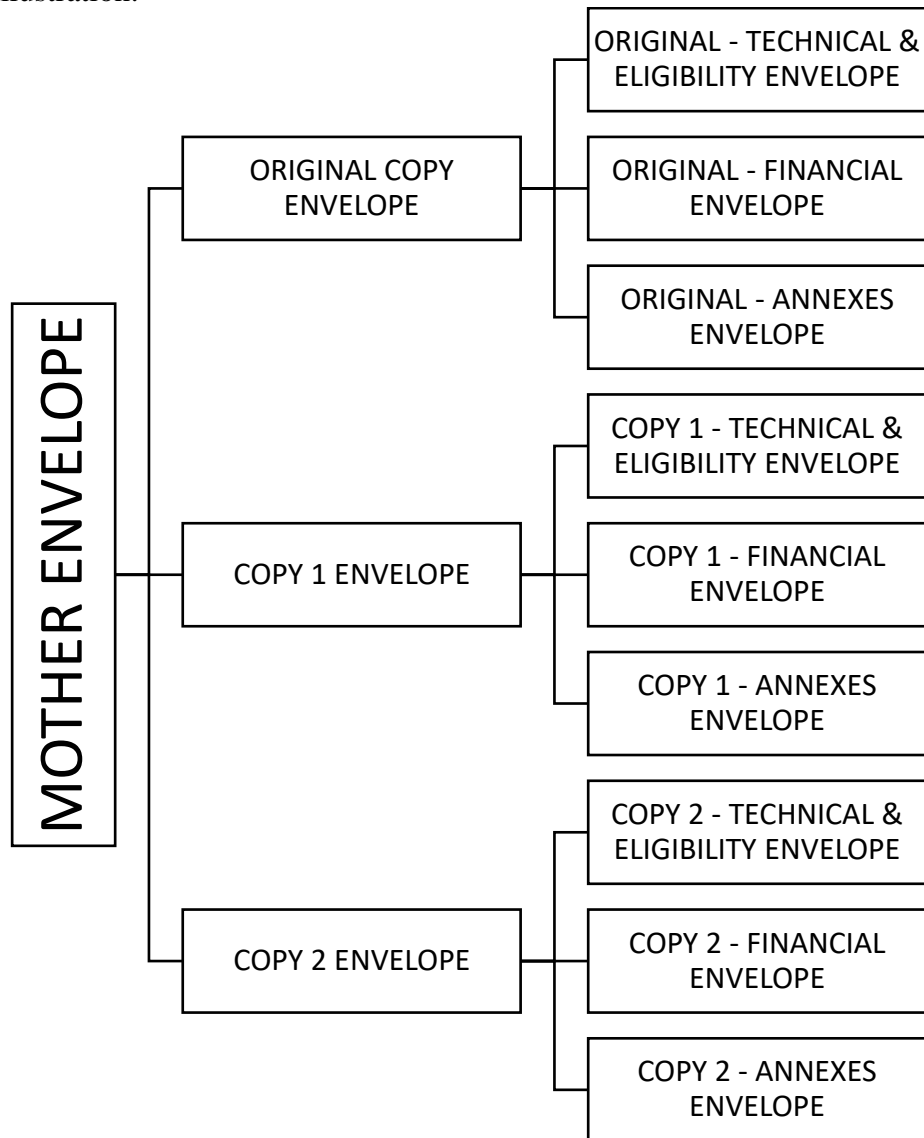 ORIGINAL - TECHNICAL &
ELIGIBILITY ENVELOPE
ORIGINAL COPY
ENVELOPE
ORIGINAL - FINANCIAL
ENVELOPE
ORIGINAL - ANNEXES
ENVELOPE
MOTHER ENVELOPE
COPY 1 - TECHNICAL &
ELIGIBILITY ENVELOPE
COPY 1 ENVELOPE
COPY 1 - FINANCIAL
ENVELOPE
COPY 1 - ANNEXES
ENVELOPE
COPY 2 - TECHNICAL &
ELIGIBILITY ENVELOPE
COPY 2 ENVELOPE
COPY 2 - FINANCIAL
ENVELOPE
COPY 2 - ANNEXES
ENVELOPE